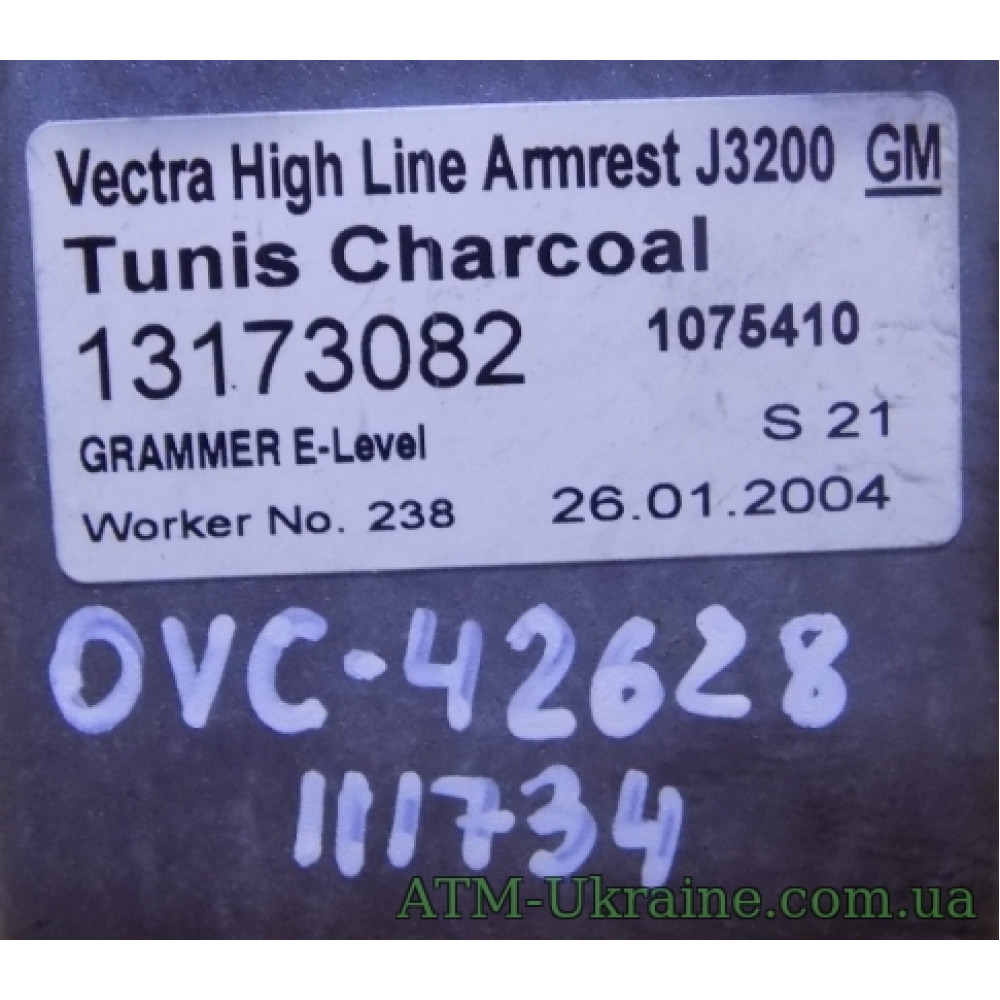 Vectra High Line Armrest J3200 GM
Tunis Charcoal
13173082 1075410
GRAMMER E-Level S 21
Worker No. 238 26.01.2004
OVC-42628
111734
ATM-Ukraine.com.ua